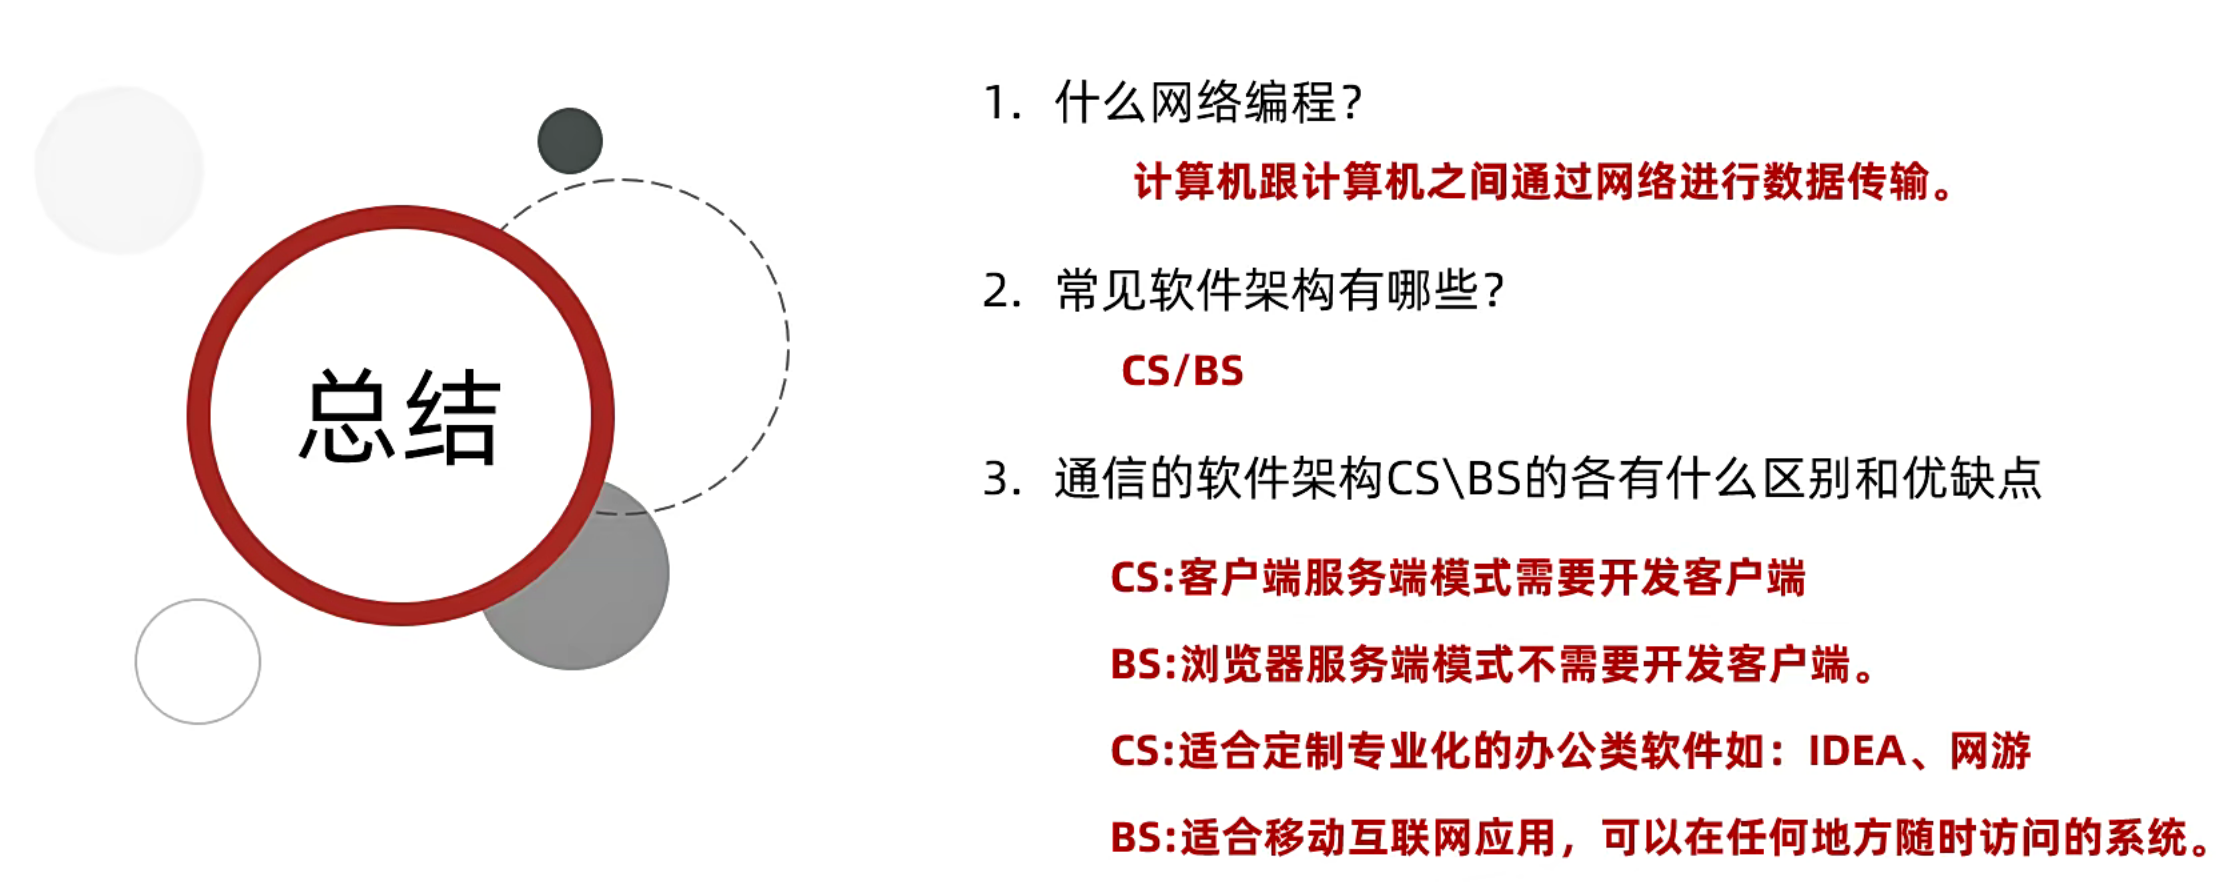 总结
1. 什么网络编程？
计算机跟计算机之间通过网络进行数据传输。
2. 常见软件架构有哪些？
CS/BS
3. 通信的软件架构CS\BS的各有什么区别和优缺点
CS:客户端服务端模式需要开发客户端
BS:浏览器服务端模式不需要开发客户端。
CS:适合定制专业化的办公类软件如：IDEA、网游
BS:适合移动互联网应用，可以在任何地方随时访问的系统。